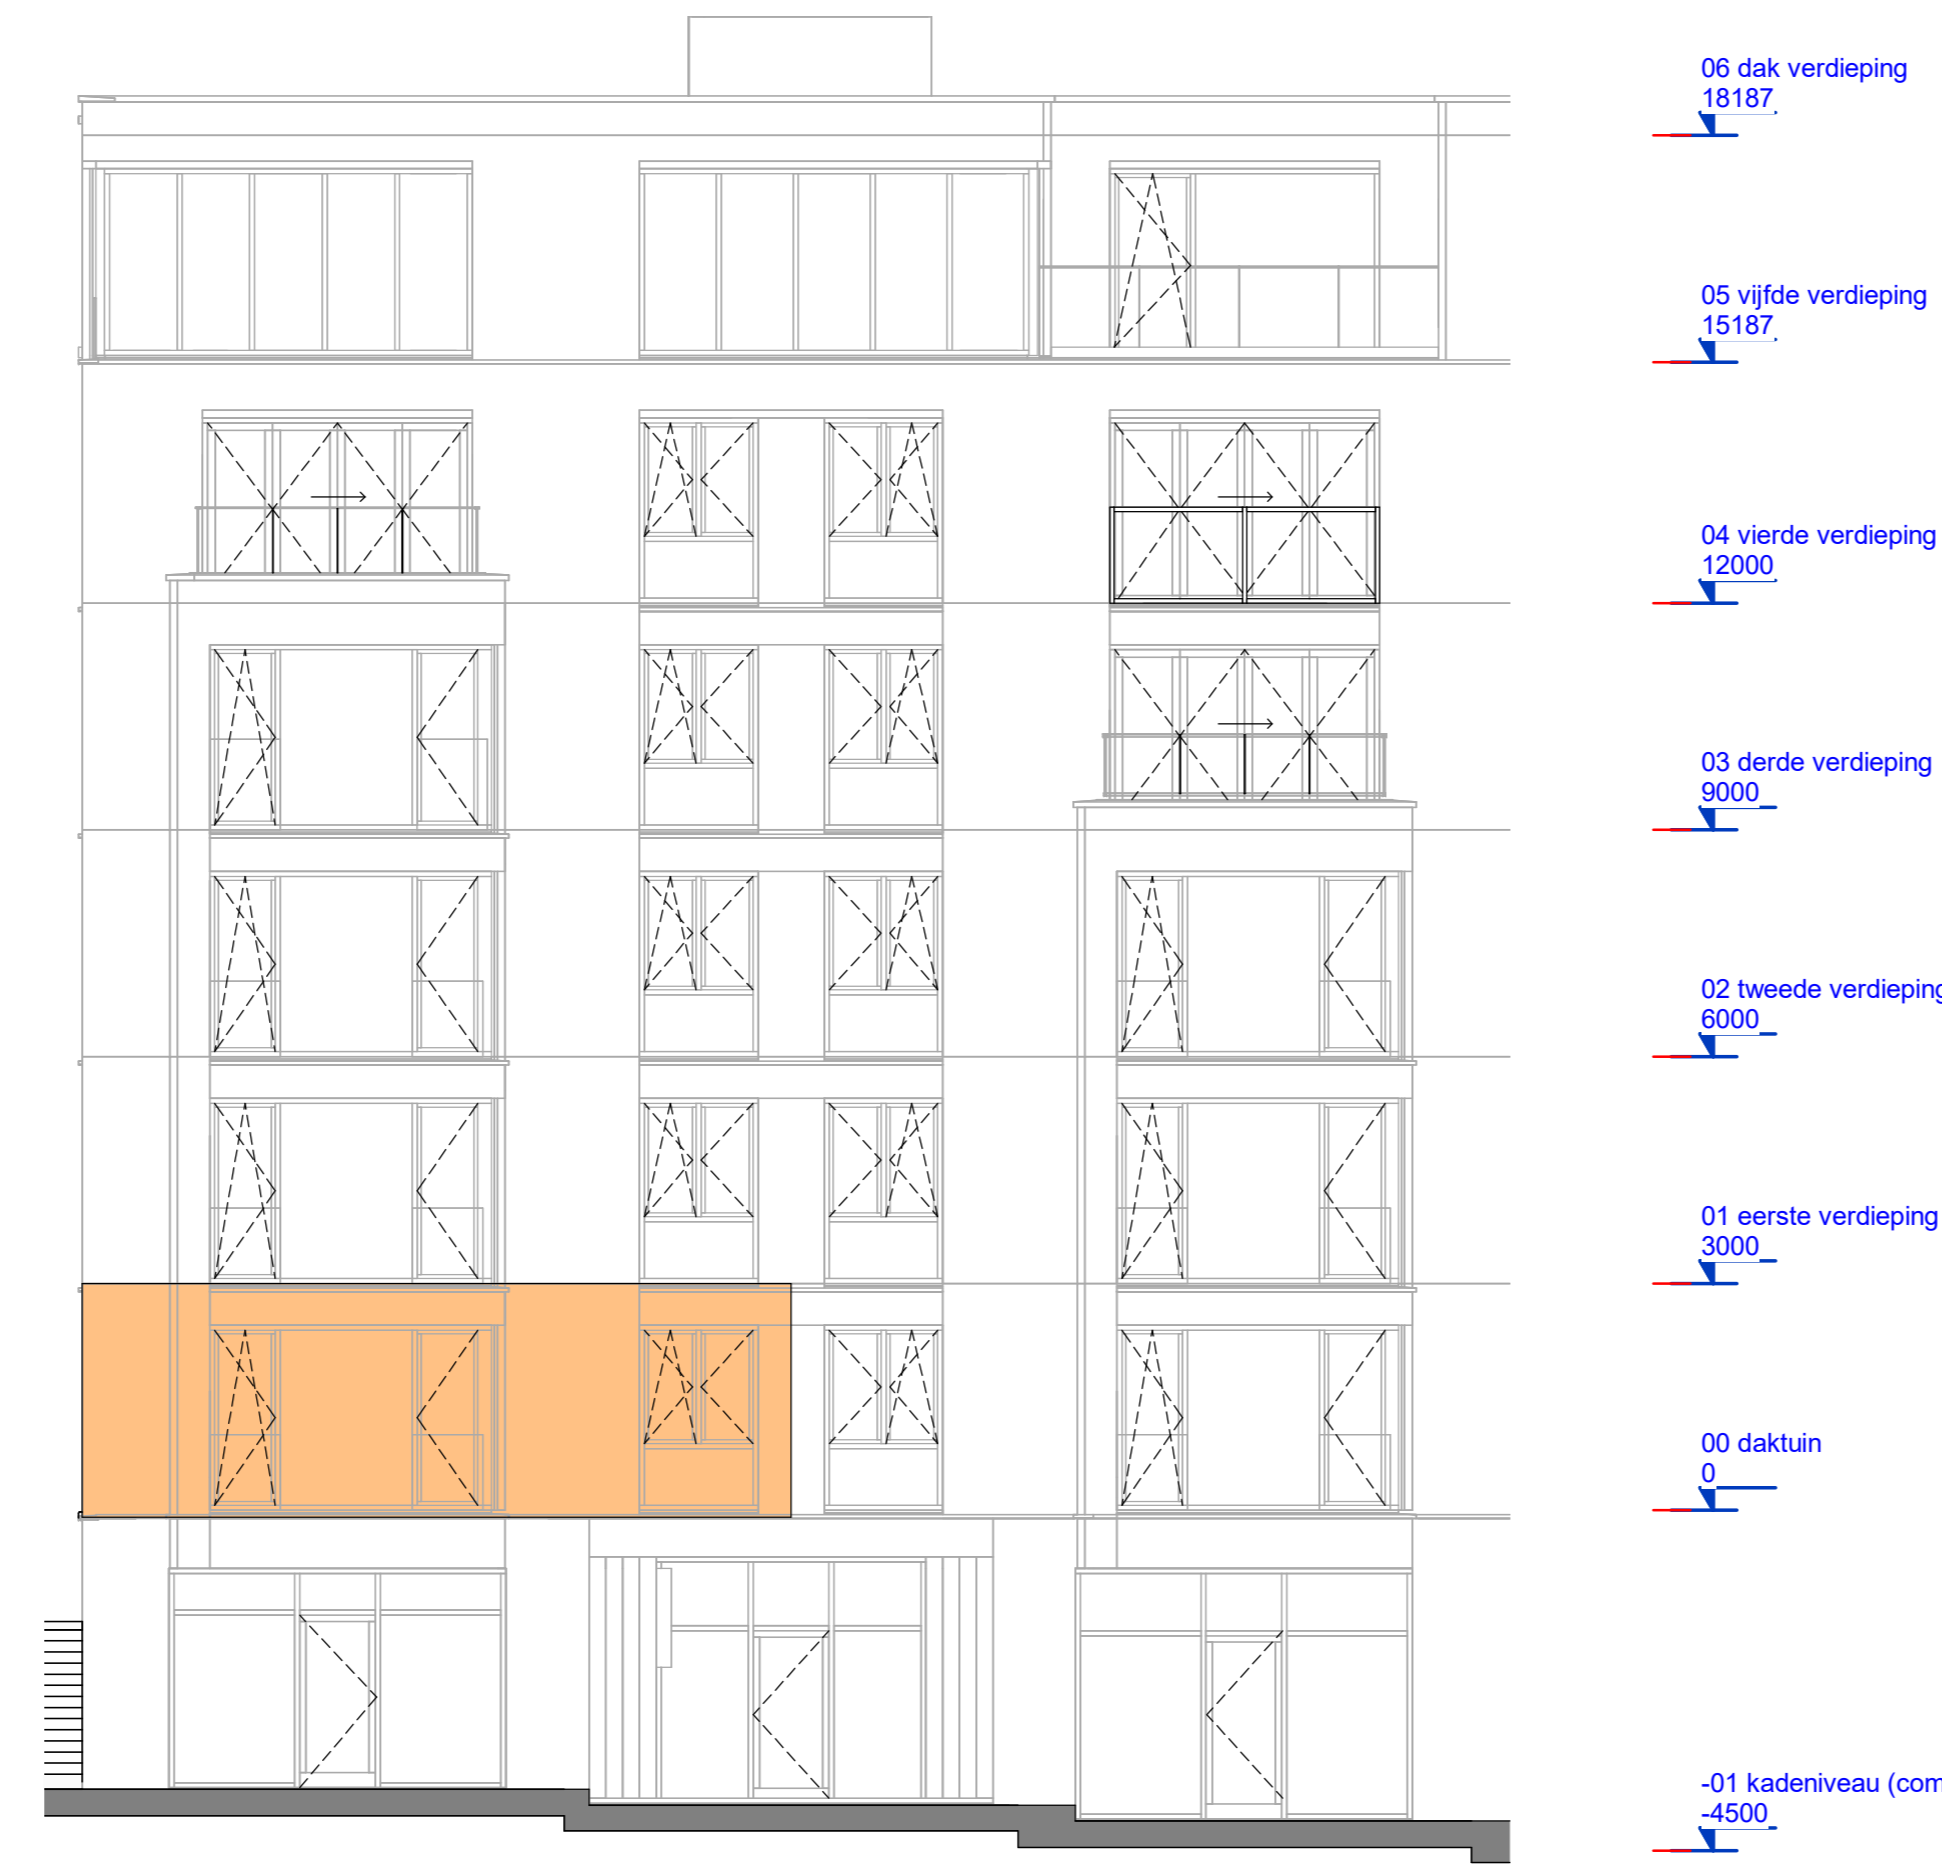 06 dak verdieping
18187
05 vijfde verdieping
15187
04 vierde verdieping
12000
03 derde verdieping
9000
02 tweede verdieping
6000
01 eerste verdieping
3000
00 daktuin
0
-01 kadeniveau (com
-4500